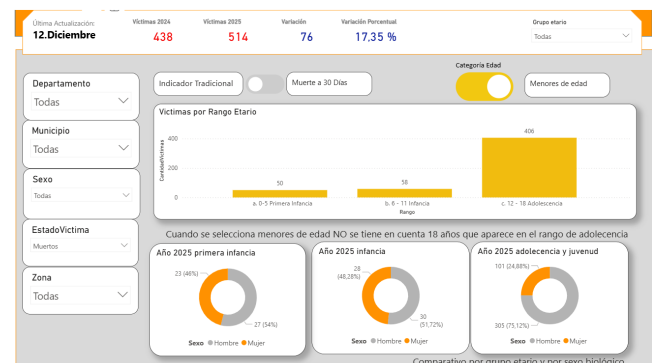 Última Actualización:
12.Diciembre
Víctimas 2024
438
Víctimas 2025
514
Variación
76
Variación Porcentual
17,35 %
Grupo etario
Todas
Categoría Edad
Departamento
Todas
Indicador Tradicional
Muerte a 30 Días
Menores de edad
Municipio
Todas
Sexo
Todas
EstadoVictima
Muertos
Zona
Todas
Victimas por Rango Etario
CantidadVictimas
400
200
0
50
58
406
a. 0-5 Primera Infancia
b. 6 - 11 Infancia
c. 12 - 18 Adolescencia
Rango
Cuando se selecciona menores de edad NO se tiene en cuenta 18 años que aparece en el rango de adolecencia
Año 2025 primera infancia
23 (46%)
27 (54%)
Sexo Hombre Mujer
Año 2025 infancia
28
(48,28%)
30
(51,72%)
Sexo Hombre Mujer
Año 2025 adolecencia y juvenud
101 (24,88%)
305 (75,12%)
Sexo Hombre Mujer
Comparativo por grupo etario y por sexo biológico